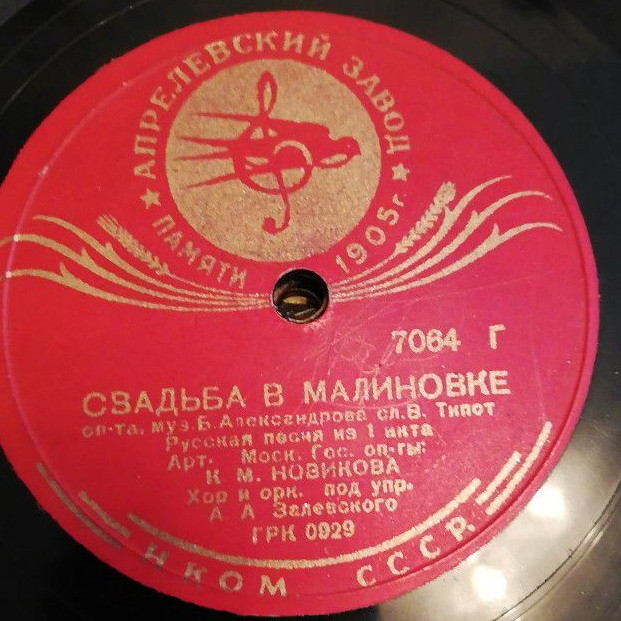 АПРЕЛЕВСКИЙ ЗАВОД
ПАМЯТИ 1905 г.
7064 Г
СВАДЬБА В МАЛИНОВКЕ
оп-та, муз. Б. Александрова сл. В. Типот
Русская песня из 1 акта
Арт. Моск. Гос. оп-ты:
К. М. НОВИКОВА
Хор и орк. под упр.
А А Залевского
ГРК 0929
НКОМ СССР